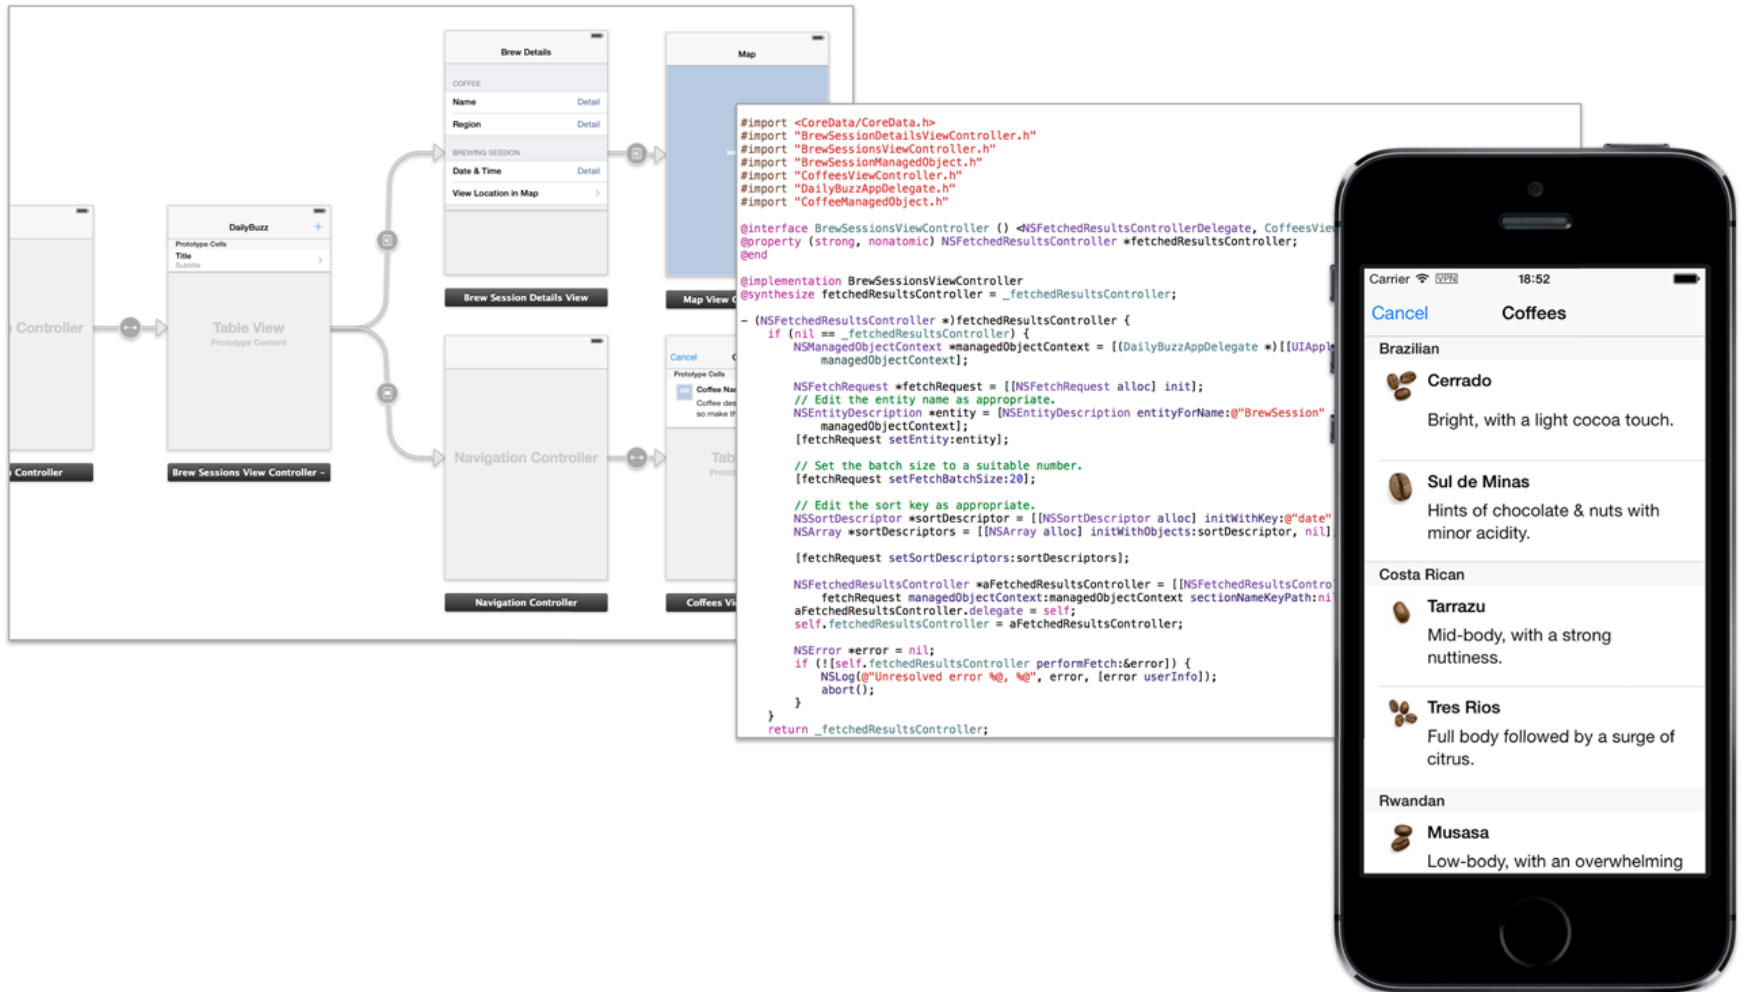 Controller
Controller
DailyBuzz +
Prototype Cells
Title
Subtitle
Table View
Prototype Content
Brew Sessions View Controller –
Brew Details
COFFEE
Name Detail
Region Detail
BREWING SESSION
Date & Time Detail
View Location in Map
Brew Session Details View
Map
Map View
Navigation Controller
Navigation Controller
Cancel
Prototype Cells
Coffee
Coffee
so make
Prot
Coffees
#import <CoreData/CoreData.h>
#import "BrewSessionDetailsViewController.h"
#import "BrewSessionsViewController.h"
#import "BrewSessionManagedObject.h"
#import "CoffeesViewController.h"
#import "DailyBuzzAppDelegate.h"
#import "CoffeeManagedObject.h"
@interface BrewSessionsViewController () <NSFetchedResultsControllerDelegate, CoffeesVie
@property (strong, nonatomic) NSFetchedResultsController *fetchedResultsController;
@end
@implementation BrewSessionsViewController
@synthesize fetchedResultsController = _fetchedResultsController;
- (NSFetchedResultsController *)fetchedResultsController {
if (nil == _fetchedResultsController) {
NSManagedObjectContext *managedObjectContext = [(DailyBuzzAppDelegate *)[[UIAppl
managedObjectContext];
NSFetchRequest *fetchRequest = [[NSFetchRequest alloc] init];
// Edit the entity name as appropriate.
NSEntityDescription *entity = [NSEntityDescription entityForName:@"BrewSession"
managedObjectContext];
[fetchRequest setEntity:entity];
// Set the batch size to a suitable number.
[fetchRequest setFetchBatchSize:20];
// Edit the sort key as appropriate.
NSSortDescriptor *sortDescriptor = [[NSSortDescriptor alloc] initWithKey:@"date"
NSArray *sortDescriptors = [[NSArray alloc] initWithObjects:sortDescriptor, nil]
[fetchRequest setSortDescriptors:sortDescriptors];
NSFetchedResultsController *aFetchedResultsController = [[NSFetchedResultsContro
fetchRequest managedObjectContext:managedObjectContext sectionNameKeyPath:ni
aFetchedResultsController.delegate = self;
self.fetchedResultsController = aFetchedResultsController;
NSError *error = nil;
if (![self.fetchedResultsController performFetch:&error]) {
NSLog(@"Unresolved error %@, %@", error, [error userInfo]);
abort();
}
}
return _fetchedResultsController;
Carrier VPN 18:52
Cancel Coffees
Brazilian
Cerrado
Bright, with a light cocoa touch.
Sul de Minas
Hints of chocolate & nuts with
minor acidity.
Costa Rican
Tarrazu
Mid-body, with a strong
nuttiness.
Tres Rios
Full body followed by a surge of
citrus.
Rwandan
Musasa
Low-body, with an overwhelming